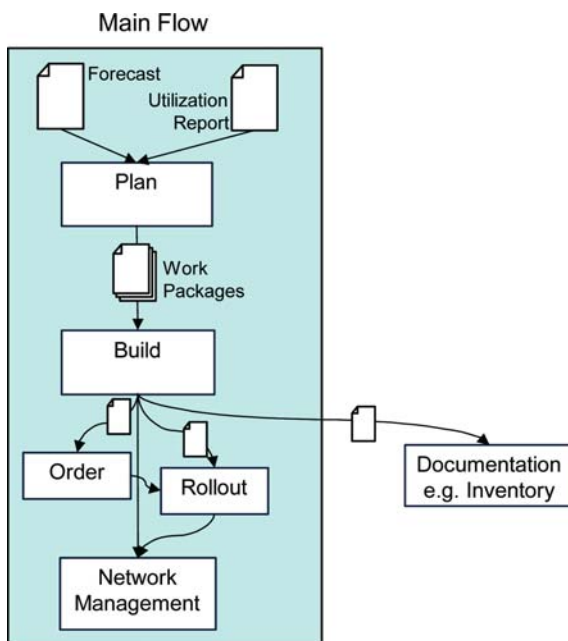 Main Flow
Forecast
Utilization
Report
Plan
Work
Packages
Build
Order
Rollout
Documentation
e.g. Inventory
Network
Management